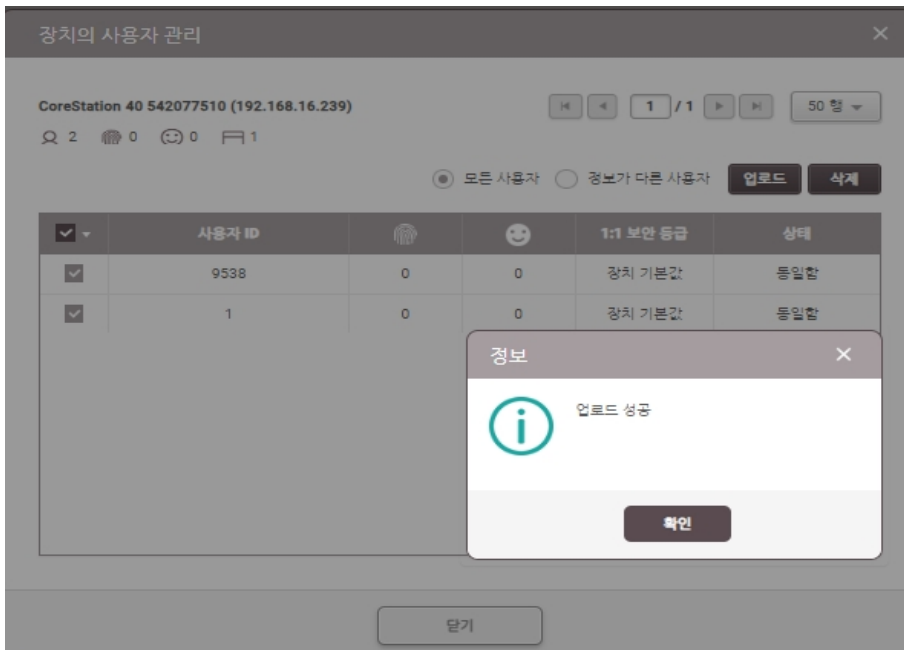 장치의 사용자 관리
CoreStation 40 542077510 (192.168.16.239)
1 / 1
50 행
2 0 0 1
모든 사용자 정보가 다른 사용자 업로드 삭제
사용자 ID 1:1 보안 등급 상태
9538 0 0 장치 기본값 동일함
1 0 0 장치 기본값 동일함
정보
업로드 성공
확인
닫기